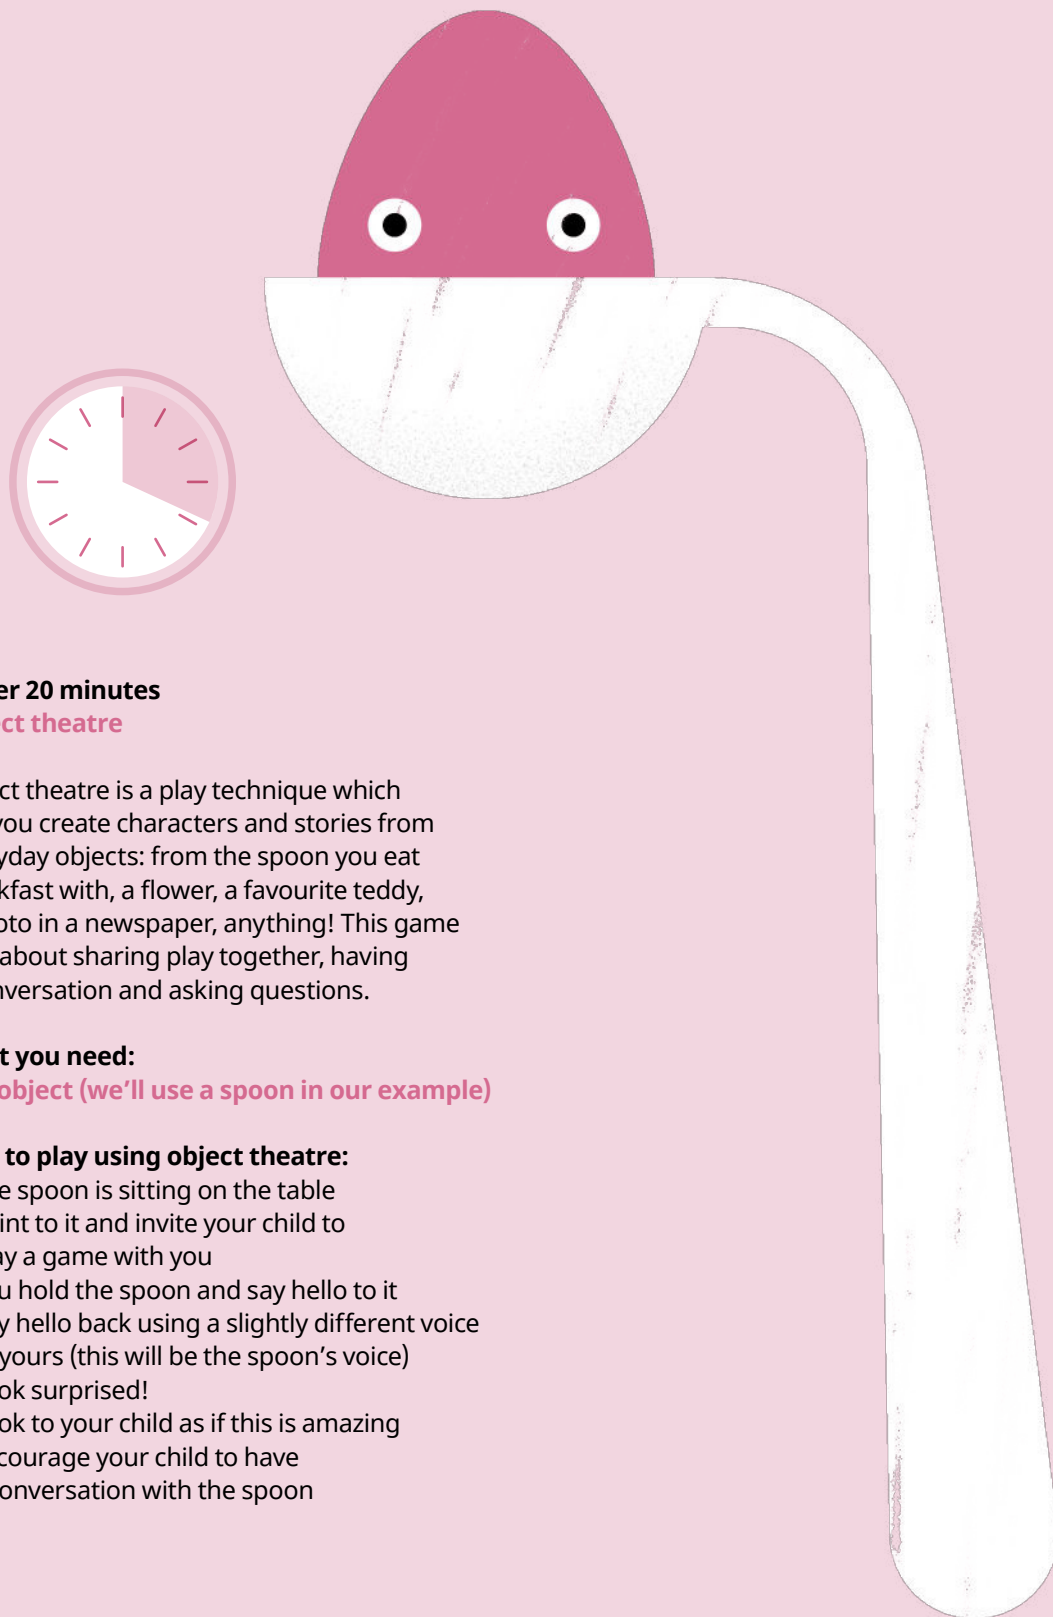 er 20 minutes
ct theatre
ct theatre is a play technique which
you create characters and stories from
yday objects: from the spoon you eat
kfast with, a flower, a favourite teddy,
oto in a newspaper, anything! This game
about sharing play together, having
nversation and asking questions.
t you need:
object (we’ll use a spoon in our example)
to play using object theatre:
e spoon is sitting on the table
int to it and invite your child to
ay a game with you
u hold the spoon and say hello to it
y hello back using a slightly different voice
yours (this will be the spoon’s voice)
ok surprised!
ok to your child as if this is amazing
courage your child to have
onversation with the spoon